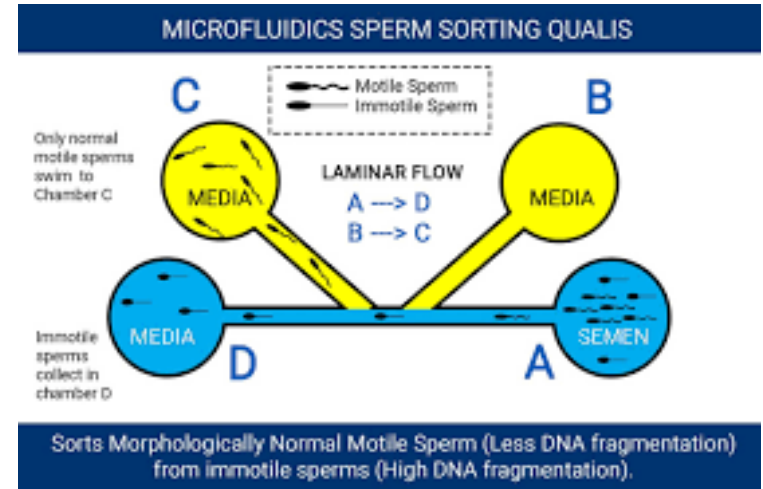 MICROFLUIDICS SPERM SORTING QUALIS
C
Motile Sperm
Immotile Sperm
B
Only normal
motile sperms
swim to
Chamber C
MEDIA
LAMINAR FLOW
A ---> D
B ---> C
MEDIA
Immotile
sperms
collect in
chamber D
MEDIA
D
A
SEMEN
Sorts Morphologically Normal Motile Sperm (Less DNA fragmentation)
from immotile sperms (High DNA fragmentation).